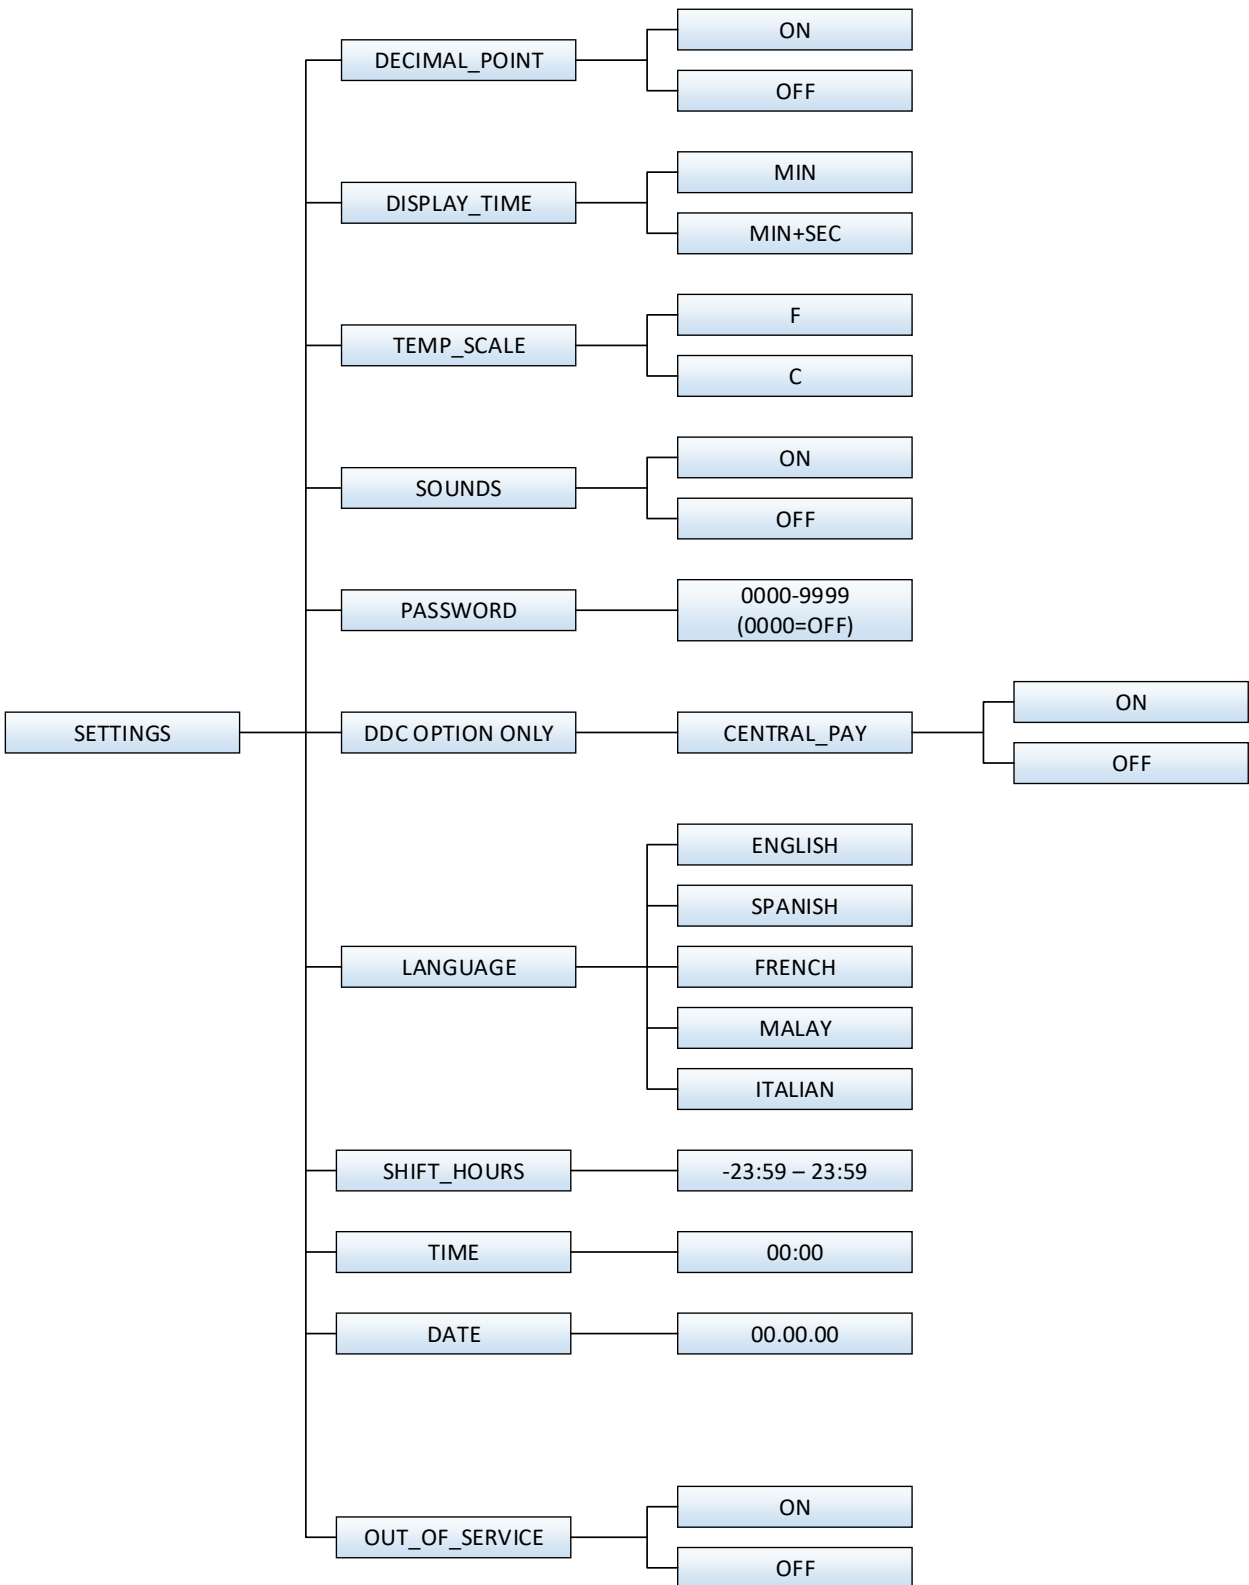 SETTINGS
DECIMAL_POINT
ON
OFF
DISPLAY_TIME
MIN
MIN+SEC
TEMP_SCALE
F
C
SOUNDS
ON
OFF
PASSWORD
0000-9999
(0000=OFF)
DDC OPTION ONLY
CENTRAL_PAY
ON
OFF
LANGUAGE
ENGLISH
SPANISH
FRENCH
MALAY
ITALIAN
SHIFT_HOURS
-23:59 – 23:59
TIME
00:00
DATE
00.00.00
OUT_OF_SERVICE
ON
OFF